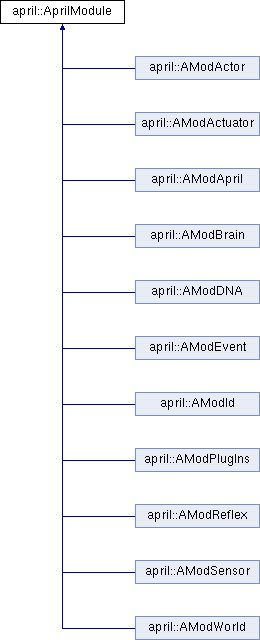 april::AprilModule
april::AModActor
april::AModActuator
april::AModApril
april::AModBrain
april::AModDNA
april::AModEvent
april::AModId
april::AModPlugIns
april::AModReflex
april::AModSensor
april::AModWorld